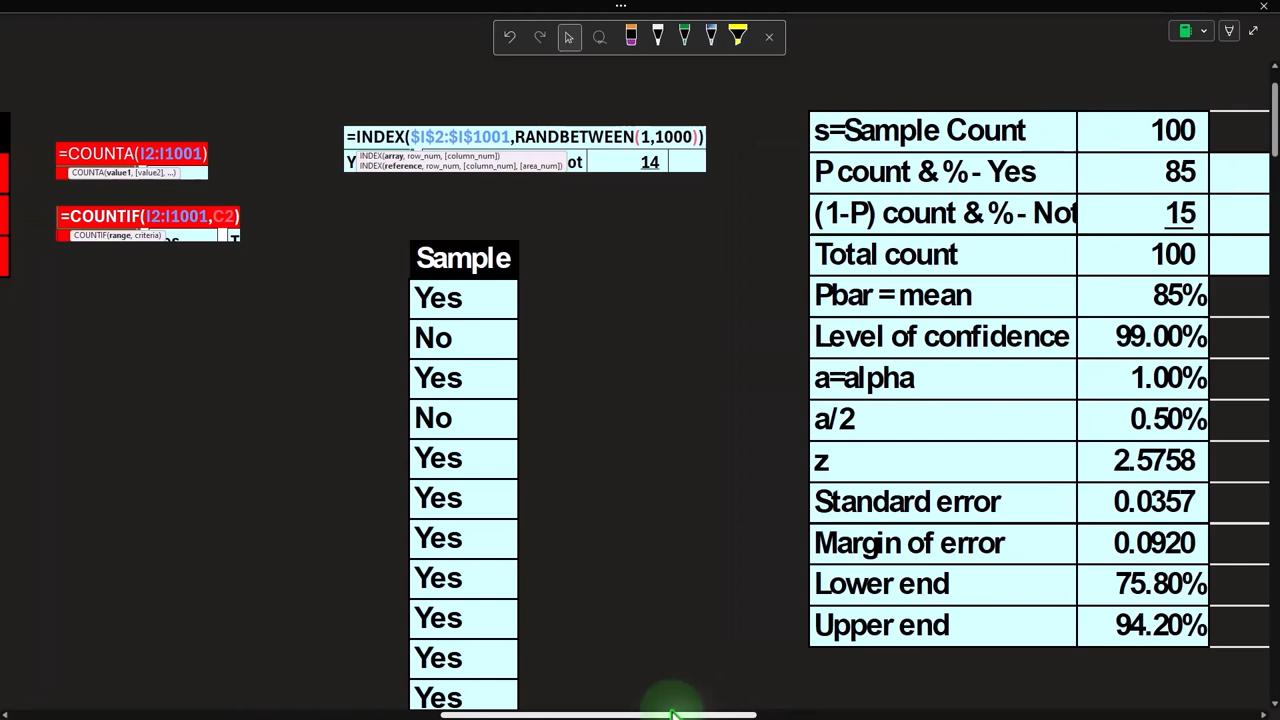 =COUNTA(I2:I1001)
COUNTA(value1, [value2], ...)
=COUNTIF(I2:I1001,C2)
COUNTIF(range, criteria)
=INDEX($I$2:$I$1001,RANDBETWEEN(1,1000))
INDEX(array, row_num, [column_num])
INDEX(reference, row_num, [column_num], [area_num])
14
Sample
Yes
No
Yes
No
Yes
Yes
Yes
Yes
Yes
Yes
Yes
s=Sample Count 100
P count & % - Yes 85
(1-P) count & % - Not 15
Total count 100
Pbar = mean 85%
Level of confidence 99.00%
a=alpha 1.00%
a/2 0.50%
z 2.5758
Standard error 0.0357
Margin of error 0.0920
Lower end 75.80%
Upper end 94.20%